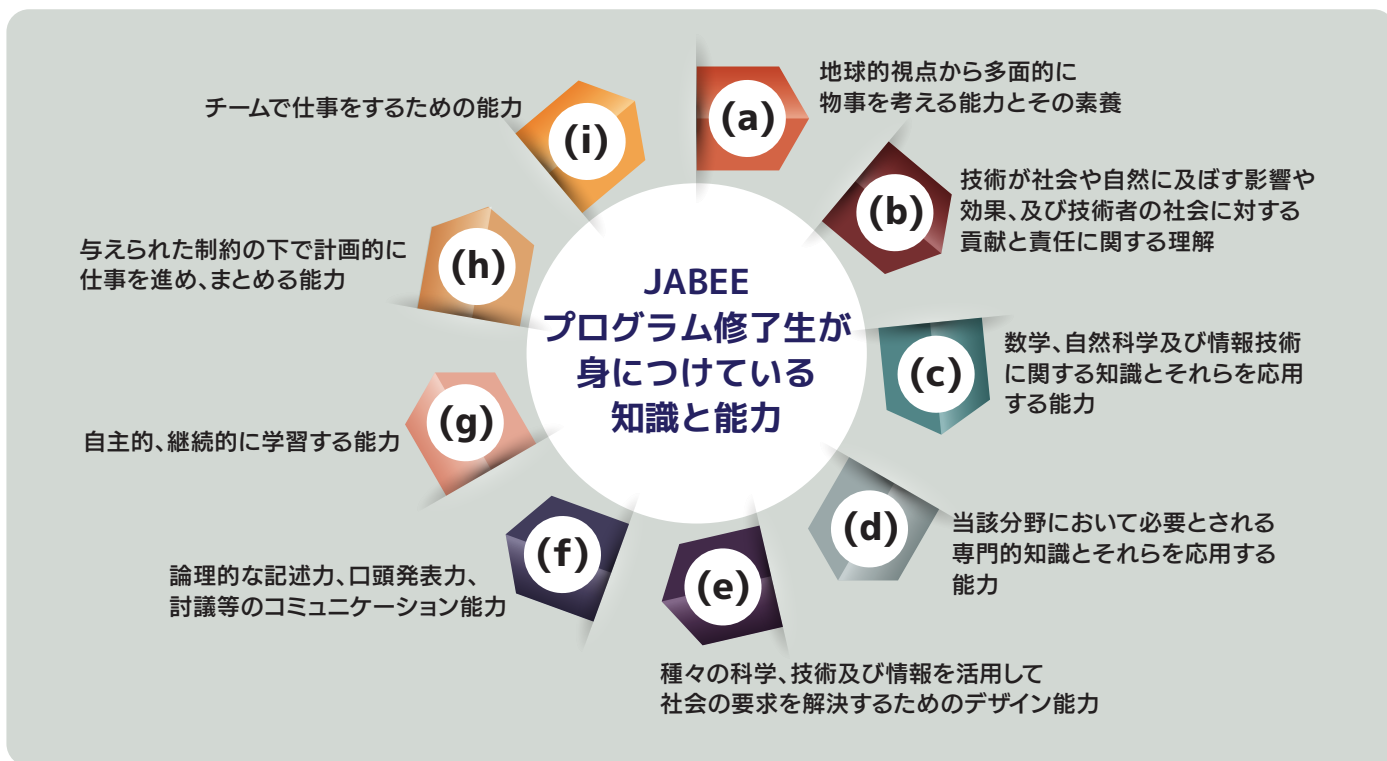 JABEE
プログラム修了生が
身につけている
知識と能力
(a)
地球的視点から多面的に
物事を考える能力とその素養
(b)
技術が社会や自然に及ぼす影響や
効果、及び技術者の社会に対する
貢献と責任に関する理解
(c)
数学、自然科学及び情報技術
に関する知識とそれらを応用
する能力
(d)
当該分野において必要とされる
専門的知識とそれらを応用する
能力
(e)
種々の科学、技術及び情報を活用して
社会の要求を解決するためのデザイン能力
(f)
論理的な記述力、口頭発表力、
討議等のコミュニケーション能力
(g)
自主的、継続的に学習する能力
(h)
与えられた制約の下で計画的に
仕事を進め、まとめる能力
(i)
チームで仕事をするための能力